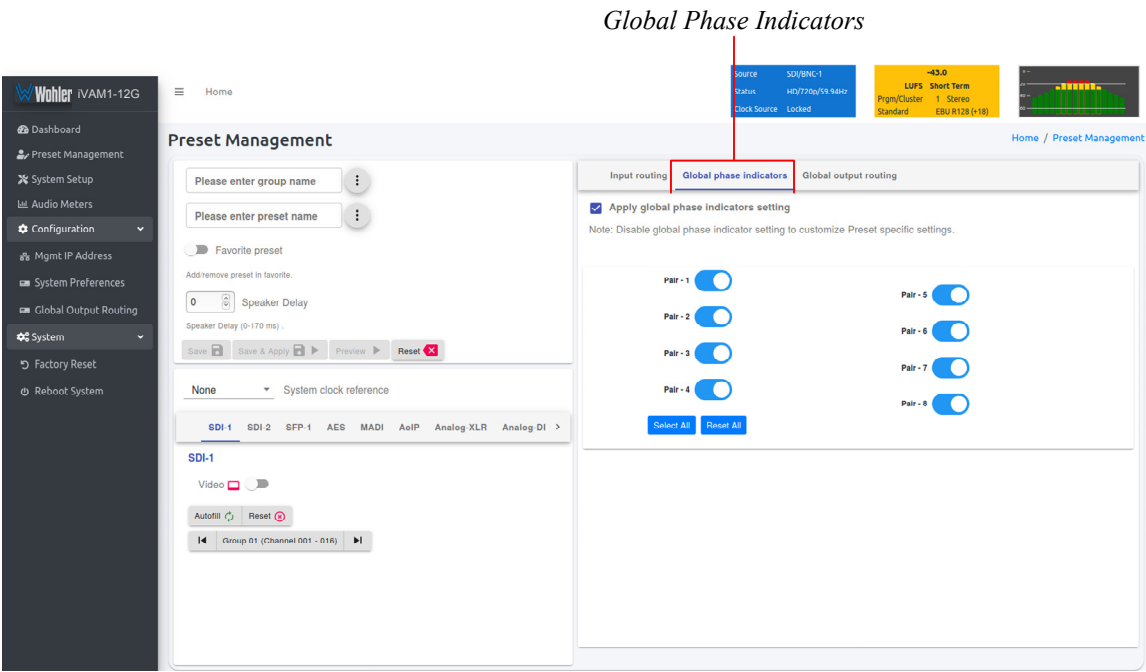 Global Phase Indicators
Wohler iVAM1-12G
Home
Source SDI/BNC-1
Status HD/720p/59.94Hz
Clock Source Locked
-43.0
LUFS Short Term
Prgm/Cluster 1 Stereo
Standard EBU R128 (+18)
Dashboard
Preset Management
System Setup
Audio Meters
Configuration
Mgmt IP Address
System Preferences
Global Output Routing
System
Factory Reset
Reboot System
Preset Management
Home / Preset Management
Please enter group name
Please enter preset name
Favorite preset
Add/remove preset in favorite.
0 Speaker Delay
Speaker Delay (0-170 ms) .
Save Save & Apply Preview Reset
None System clock reference
SDI-1 SDI-2 SFP-1 AES MADI AoIP Analog-XLR Analog-DI
SDI-1
Video
Autofill Reset
Group 01 (Channel 001 - 016)
Input routing Global phase indicators Global output routing
Apply global phase indicators setting
Note: Disable global phase indicator setting to customize Preset specific settings.
Pair - 1
Pair - 2
Pair - 3
Pair - 4
Pair - 5
Pair - 6
Pair - 7
Pair - 8
Select All Reset All